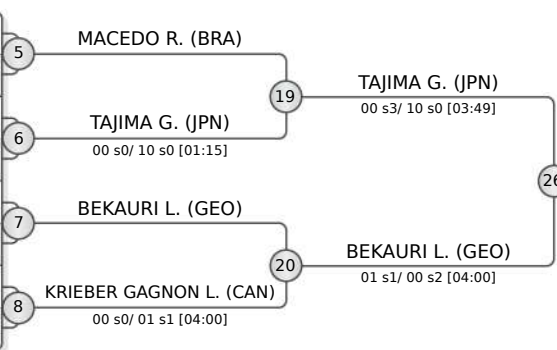 5
MACEDO R. (BRA)
19
TAJIMA G. (JPN)
00 s3/ 10 s0 [03:49]
6
TAJIMA G. (JPN)
00 s0/ 10 s0 [01:15]
26
7
BEKAURI L. (GEO)
20
BEKAURI L. (GEO)
01 s1/ 00 s2 [04:00]
8
KRIEBER GAGNON L. (CAN)
00 s0/ 01 s1 [04:00]